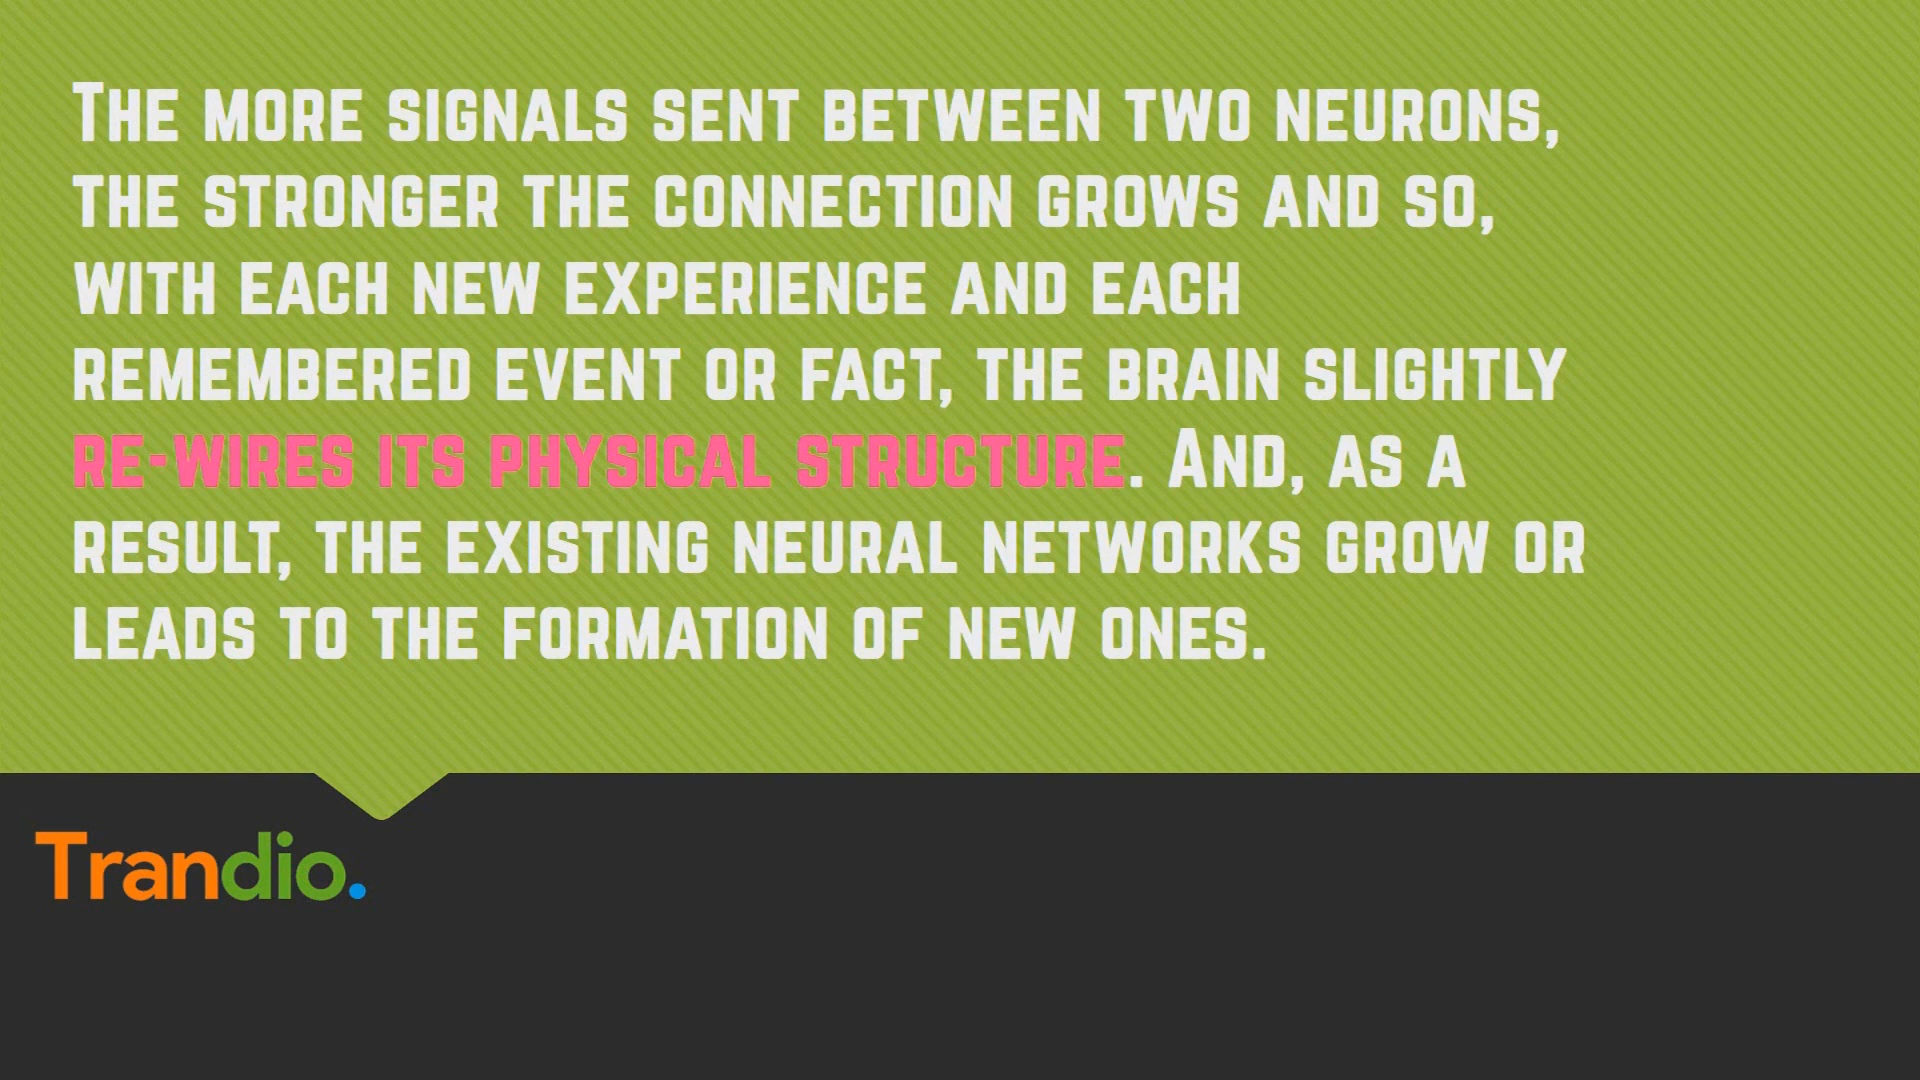 The more signals sent between two neurons,
the stronger the connection grows and so,
with each new experience and each
remembered event or fact, the brain slightly
re-wires its physical structure. And, as a
result, the existing neural networks grow or
leads to the formation of new ones.
Trandio.